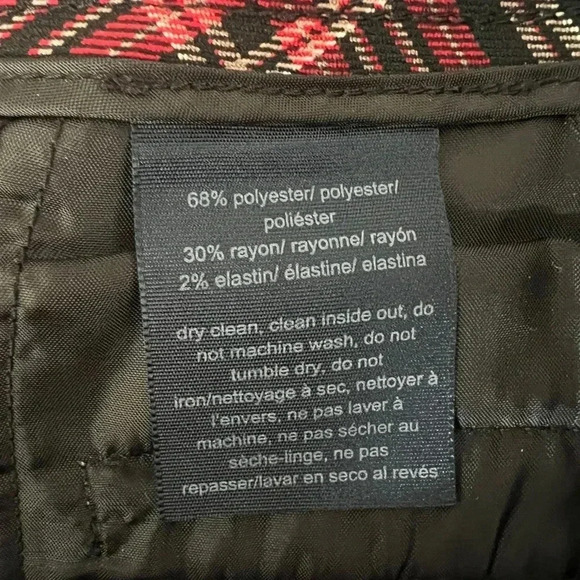 68% polyester/ polyester/
poliéster
30% rayon/ rayonne/ rayón
2% elastin/ élastine/ elastina
dry clean, clean inside out, do
not machine wash, do not
tumble dry, do not
iron/nettoyage à sec, nettoyer à
l'envers, ne pas laver à
machine, ne pas sécher au
sèche-linge, ne pas
repasser/lavar en seco al revés